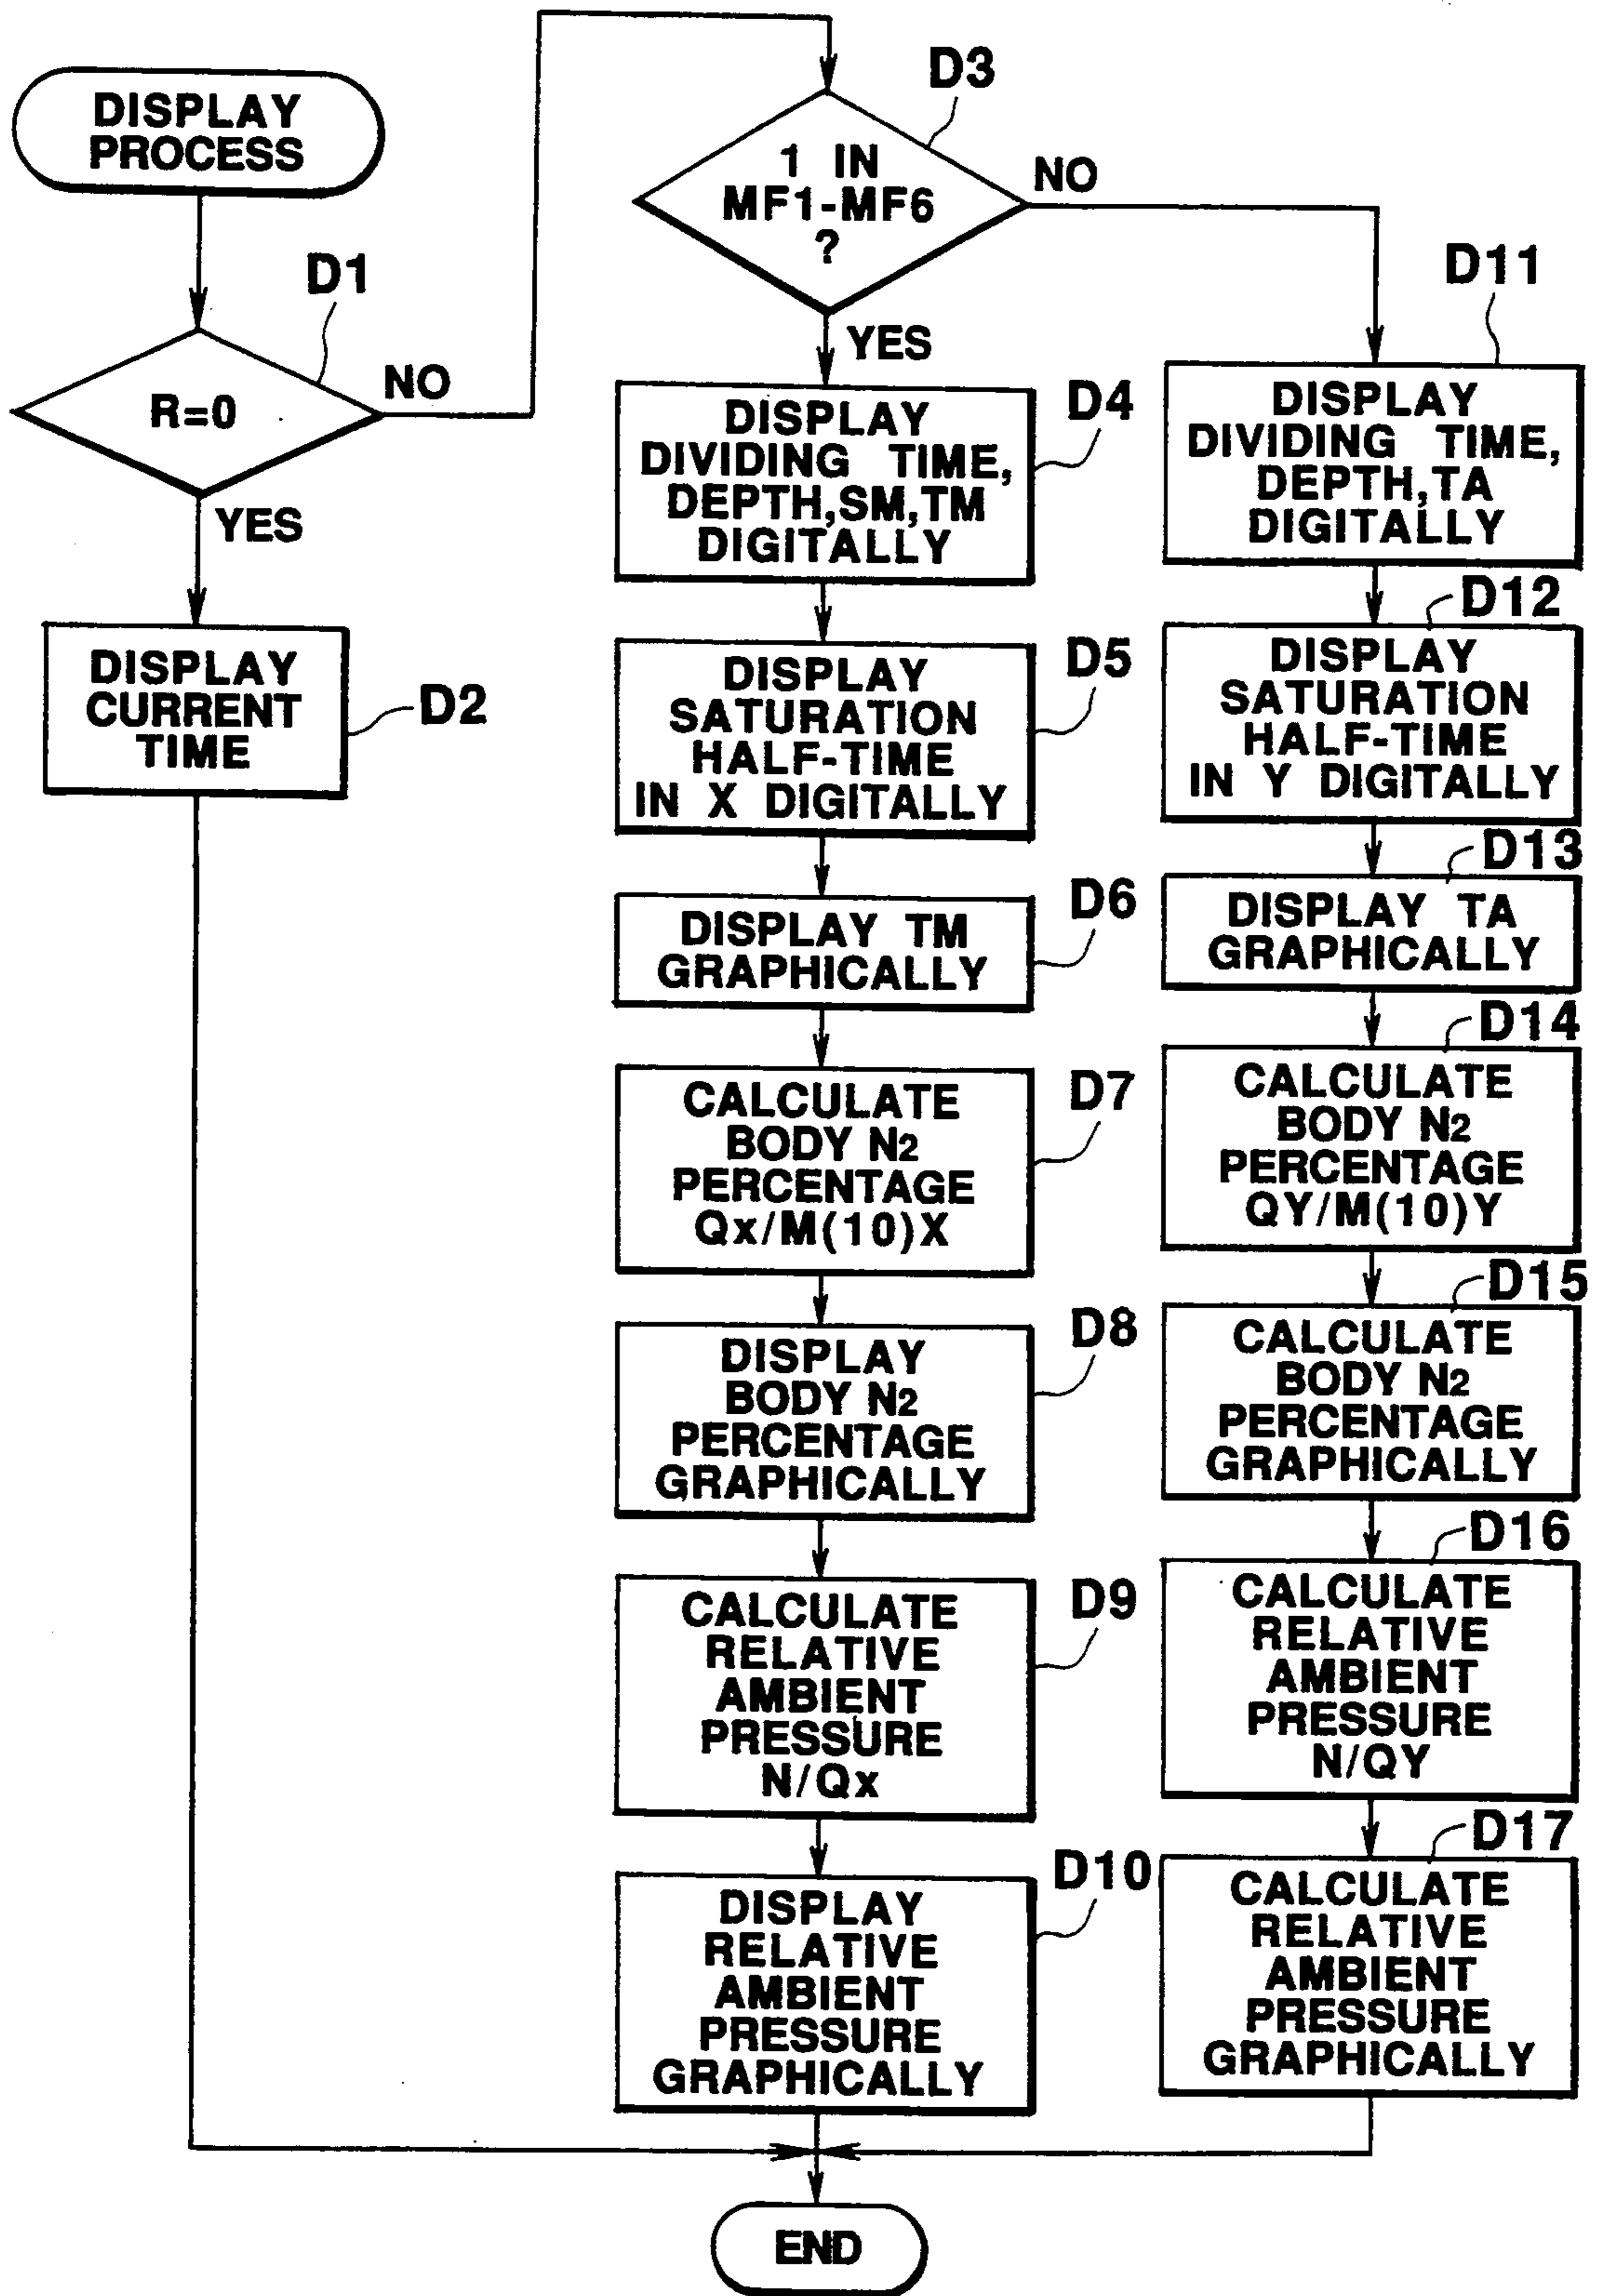 DISPLAY
PROCESS
D1
R=0
NO
YES
DISPLAY
CURRENT
TIME
D2
D3
1 IN
MF1-MF6
?
NO
YES
DISPLAY
DIVIDING TIME,
DEPTH,SM,TM
DIGITALLY
D4
DISPLAY
SATURATION
HALF-TIME
IN X DIGITALLY
D5
DISPLAY TM
GRAPHICALLY
D6
CALCULATE
BODY N2
PERCENTAGE
Qx/M(10)X
D7
DISPLAY
BODY N2
PERCENTAGE
GRAPHICALLY
D8
CALCULATE
RELATIVE
AMBIENT
PRESSURE
N/Qx
D9
DISPLAY
RELATIVE
AMBIENT
PRESSURE
GRAPHICALLY
D10
D11
DISPLAY
DIVIDING TIME,
DEPTH,TA
DIGITALLY
D12
DISPLAY
SATURATION
HALF-TIME
IN Y DIGITALLY
D13
DISPLAY TA
GRAPHICALLY
D14
CALCULATE
BODY N2
PERCENTAGE
QY/M(10)Y
D15
CALCULATE
BODY N2
PERCENTAGE
GRAPHICALLY
D16
CALCULATE
RELATIVE
AMBIENT
PRESSURE
N/QY
D17
CALCULATE
RELATIVE
AMBIENT
PRESSURE
GRAPHICALLY
END